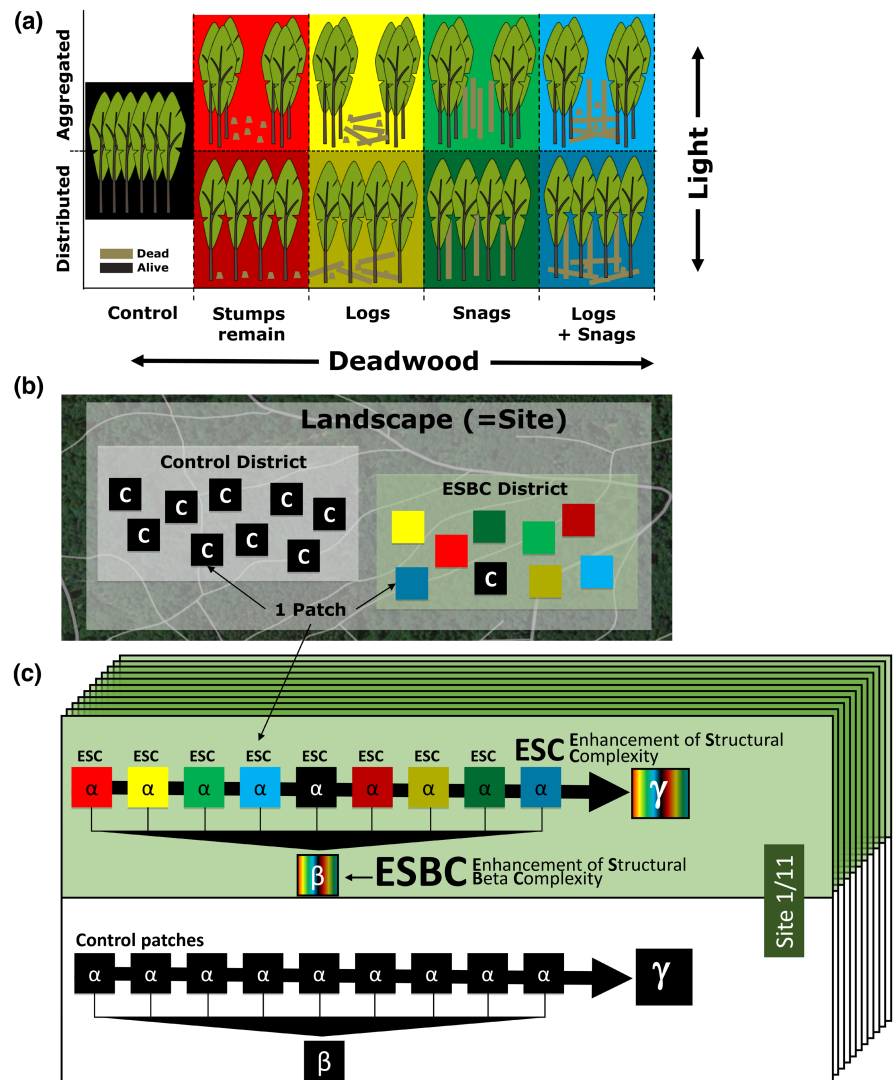 (a)
Aggregated
Distributed
Dead
Alive
Light
Control
Stumps
remain
Logs
Snags
Logs
+ Snags
Deadwood
(b)
Landscape (=Site)
Control District
C
C
C
C
C
C
C
C
C
ESBC District
C
1 Patch
(c)
ESC
ESC
ESC
ESC
ESC
ESC
ESC
ESC
ESC Enhancement of Structural
Complexity
α α α α α α α α α
γ
β
ESBC Enhancement of Structural
Beta Complexity
Site 1/11
Control patches
α α α α α α α α α
γ
β